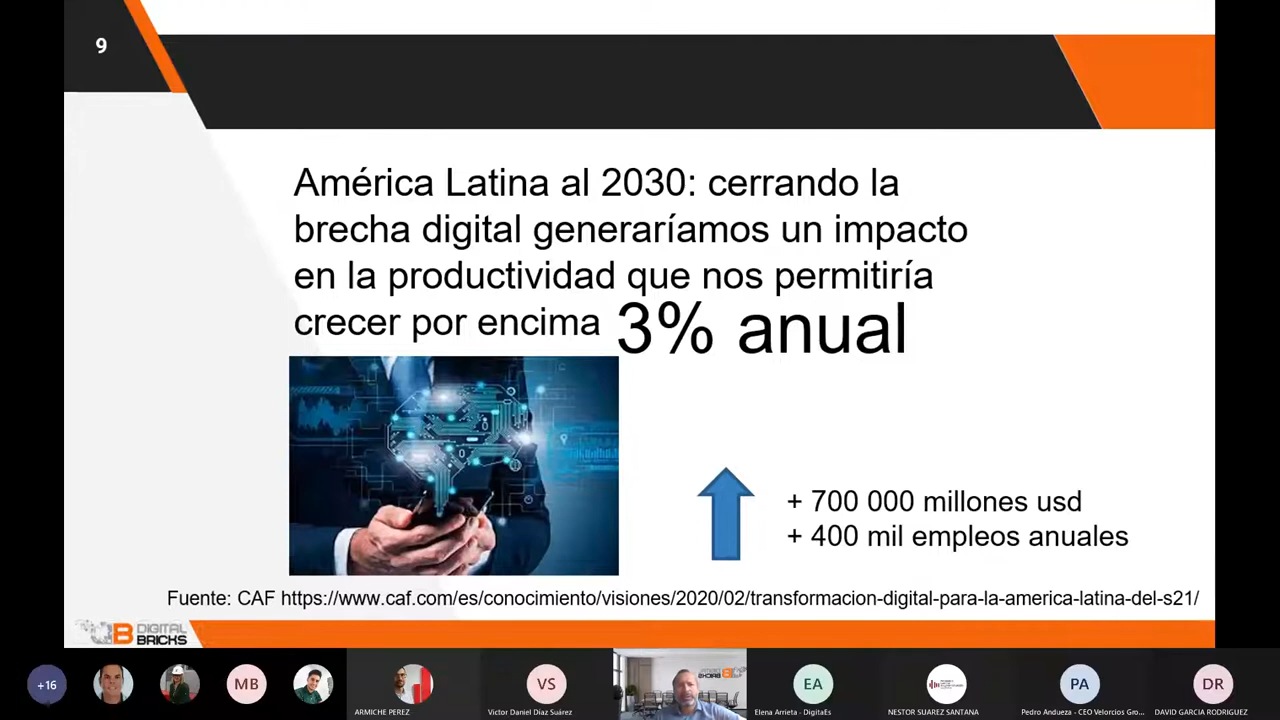 9
América Latina al 2030: cerrando la
brecha digital generaríamos un impacto
en la productividad que nos permitiría
crecer por encima 3% anual
+ 700 000 millones usd
+ 400 mil empleos anuales
Fuente: CAF https://www.caf.com/es/conocimiento/visiones/2020/02/transformacion-digital-para-la-america-latina-del-s21/
DB DIGITAL
BRICKS
+16
MB
VS
EA
PA
DR
ARMICHE PEREZ
Victor Daniel Díaz Suárez
Elena Arrieta - DigitalEs
NESTOR SUAREZ SANTANA
Pedro Andueza - CEO Velorcios Gro...
DAVID GARCIA RODRIGUEZ